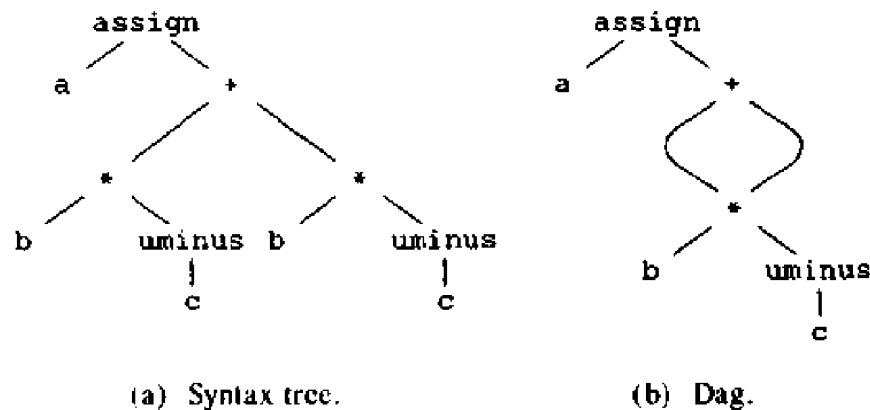 assign assign
a + a +
* *
b uminus b uminus
*
c c
b uminus
c
(a) Syntax tree. (b) Dag.